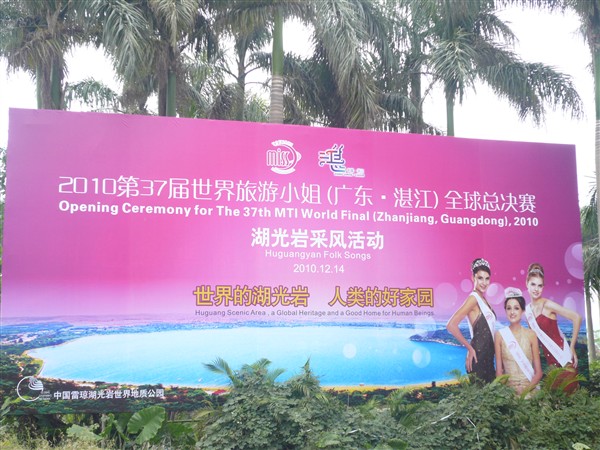 miss
2010第37届世界旅游小姐(广东·湛江)全球总决赛
Opening Ceremony for The 37th MTI World Final (Zhanjiang, Guangdong), 2010
湖光岩采风活动
Huguangyan Folk Songs
2010.12.14
世界的湖光岩 人类的好家园
Huguang Scenic Area , a Global Heritage and a Good Home for Human Beings
中国雷琼湖光岩世界地质公园